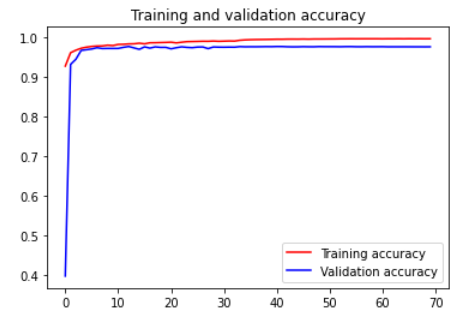 Training and validation accuracy
1.0
0.9
0.8
0.7
0.6
0.5
0.4
0 10 20 30 40 50 60 70
Training accuracy
Validation accuracy